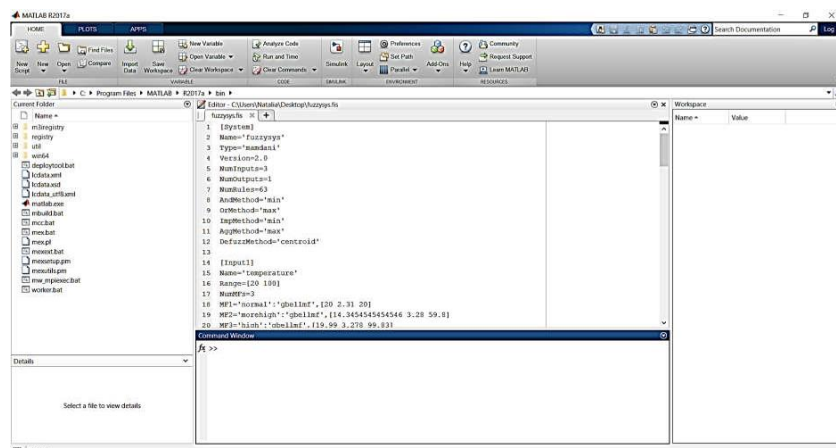 MATLAB R2017a
HOME PLOTS APPS
Search Documentation Log
New Script New Open Find Files Compare Import Data Save Workspace New Variable Open Variable Clear Workspace Analyze Code Run and Time Clear Commands Simulink Layout Preferences Set Path Parallel Add-Ons Help Community Request Support Learn MATLAB
FILE VARIABLE CODE SIMULINK ENVIRONMENT RESOURCES
C: Program Files MATLAB R2017a bin
Current Folder
Name
m3iregistry
registry
util
win64
deploytool.bat
lcdata.xml
lcdata.xsd
lcdata_utf8.xml
matlab.exe
mbuild.bat
mcc.bat
mex.bat
mex.pl
mexext.bat
mexsetup.pm
mexutils.pm
mw_mpiexec.bat
worker.bat
Details
Select a file to view details
Editor - C:\Users\Natalia\Desktop\fuzzysys.fis
fuzzysys.fis
1 [System]
2 Name='fuzzysys'
3 Type='mamdani'
4 Version=2.0
5 NumInputs=3
6 NumOutputs=1
7 NumRules=63
8 AndMethod='min'
9 OrMethod='max'
10 ImpMethod='min'
11 AggMethod='max'
12 DefuzzMethod='centroid'
13
14 [Input1]
15 Name='temperature'
16 Range=[20 100]
17 NumMFs=3
18 MF1='normal':'gbellmf',[20 2.31 20]
19 MF2='morehigh':'gbellmf',[14.3454545454546 3.28 59.8]
20 MF3='high':'gbellmf',[19.99 3.278 99.83]
Command Window
fx >>
Workspace
Name Value